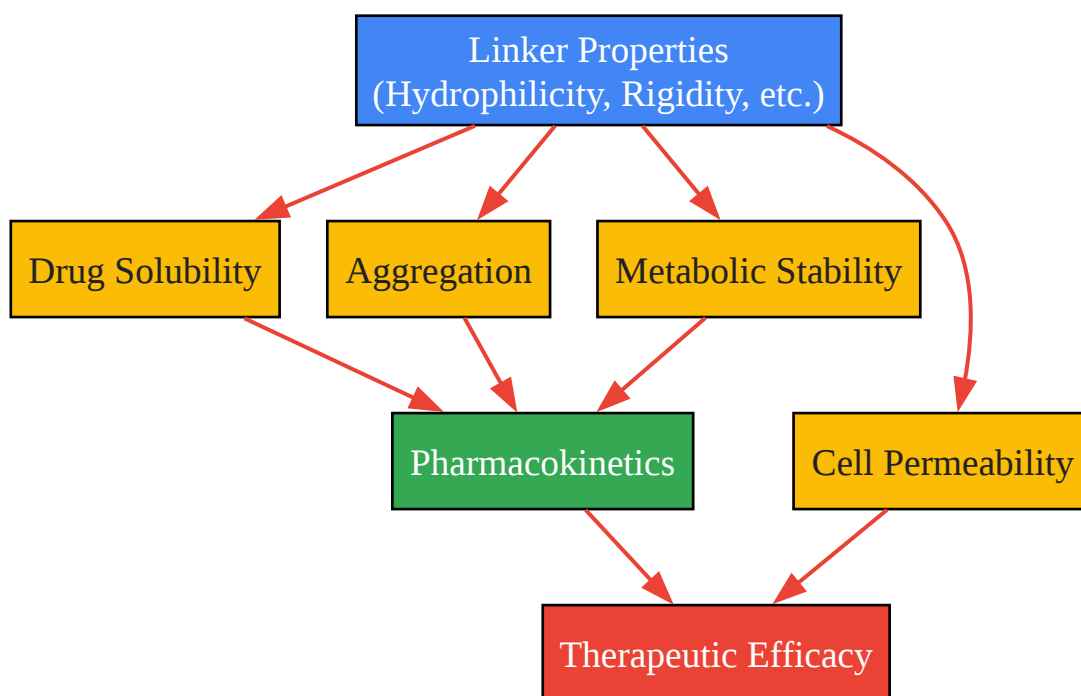 Linker Properties
(Hydrophilicity, Rigidity, etc.)
Drug Solubility
Aggregation
Metabolic Stability
Pharmacokinetics
Cell Permeability
Therapeutic Efficacy